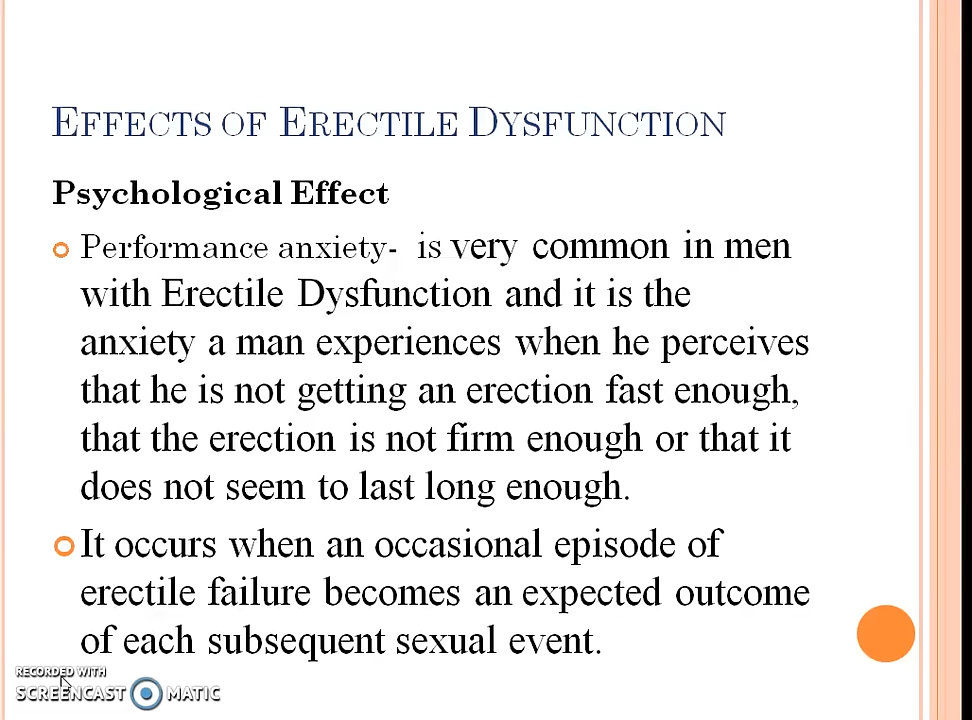 EFFECTS OF ERECTILE DYSFUNCTION
Psychological Effect
Performance anxiety- is very common in men
with Erectile Dysfunction and it is the
anxiety a man experiences when he perceives
that he is not getting an erection fast enough,
that the erection is not firm enough or that it
does not seem to last long enough.
It occurs when an occasional episode of
erectile failure becomes an expected outcome
of each subsequent sexual event.
RECORDED WITH
SCREENCAST MATIC